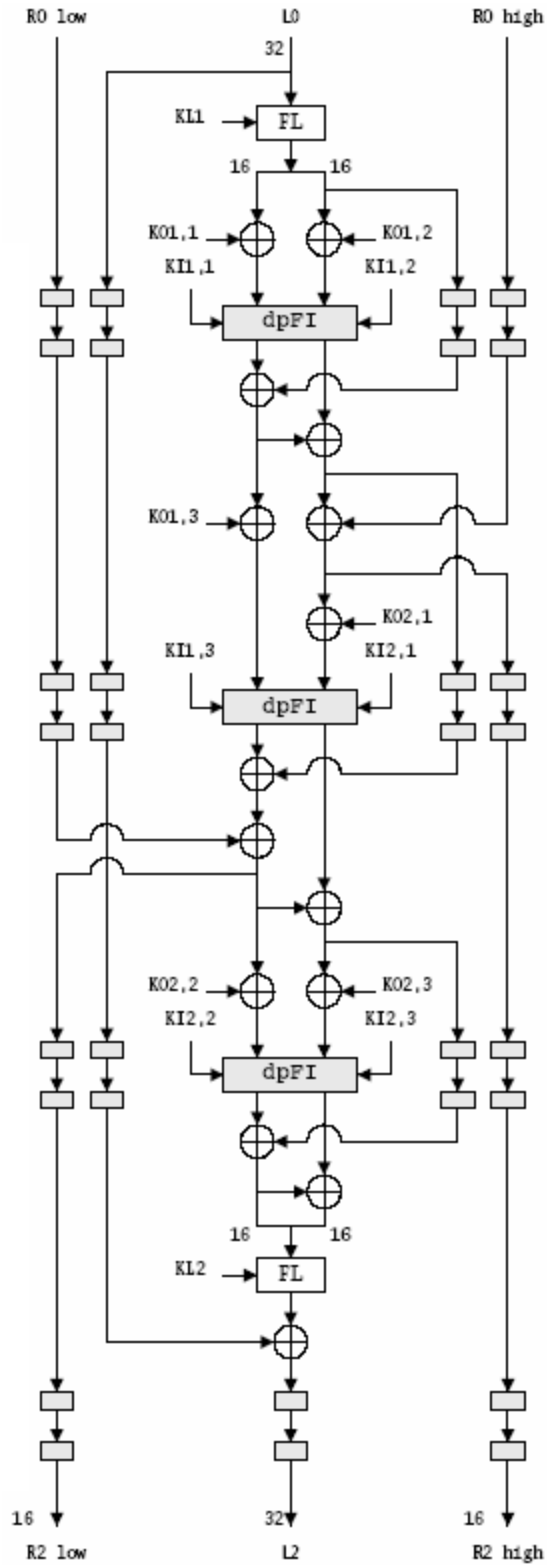 R0 low L0 R0 high
32
KL1 FL
16 16
KO1,1 KO1,2
KI1,1 KI1,2
dpFI
KO1,3
KO2,1
KI1,3 KI2,1
dpFI
KO2,2 KO2,3
KI2,2 KI2,3
dpFI
16 16
KL2 FL
16 32 16
R2 low L2 R2 high